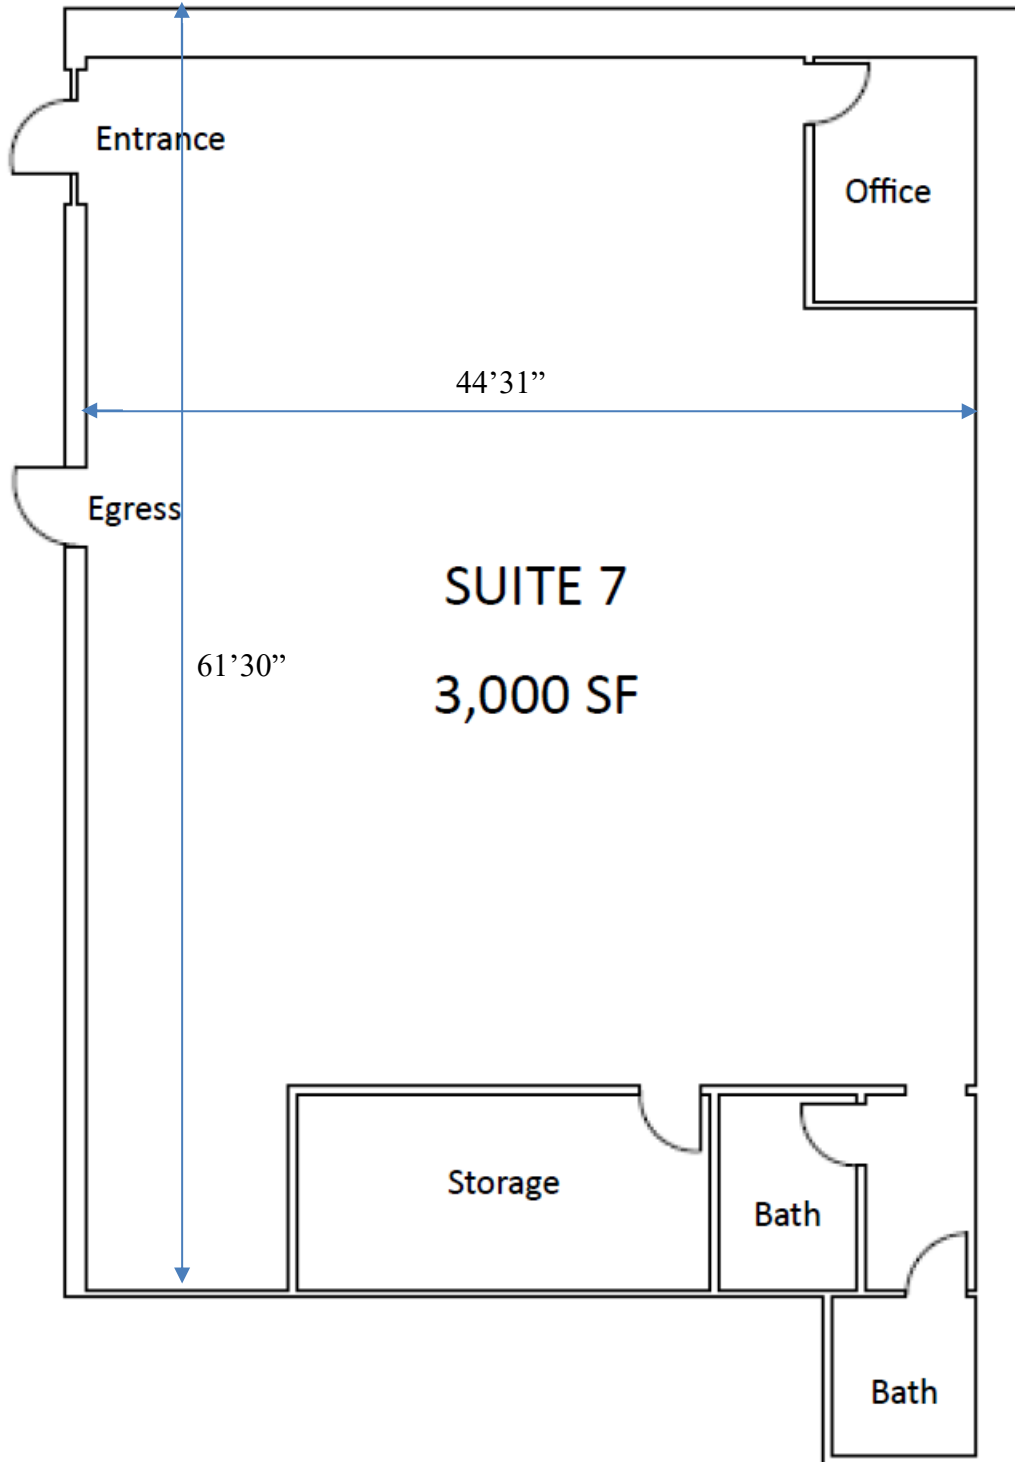 Entrance
Office
44’31”
Egress
SUITE 7
61’30”
3,000 SF
Storage
Bath
Bath